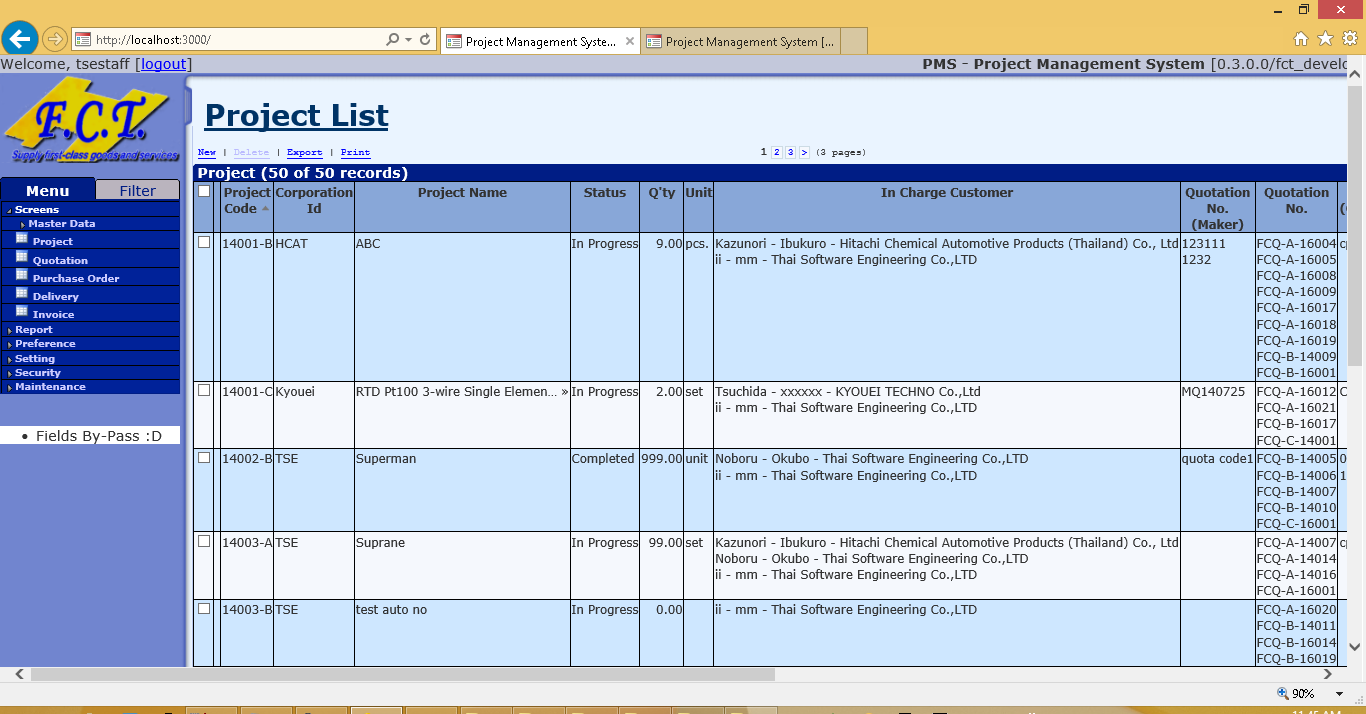 http://localhost:3000/
Project Management Syste...
Project Management System [...
Welcome, tsestaff [logout]
PMS - Project Management System [0.3.0.0/fct_develo
F.C.T.
Supply first-class goods and services
Menu
Filter
Screens
Master Data
Project
Quotation
Purchase Order
Delivery
Invoice
Report
Preference
Setting
Security
Maintenance
• Fields By-Pass :D
Project List
New | Delete | Export | Print
1 2 3 > (3 pages)
Project (50 of 50 records)
Project Code
Corporation Id
Project Name
Status
Q'ty
Unit
In Charge Customer
Quotation No. (Maker)
Quotation No.
14001-B HCAT ABC In Progress 9.00 pcs. Kazunori - Ibukuro - Hitachi Chemical Automotive Products (Thailand) Co., Ltd 123111 FCQ-A-16004
ii - mm - Thai Software Engineering Co.,LTD 1232 FCQ-A-16005
FCQ-A-16008
FCQ-A-16009
FCQ-A-16017
FCQ-A-16018
FCQ-A-16019
FCQ-B-14009
FCQ-B-16001
14001-C Kyouei RTD Pt100 3-wire Single Elemen... » In Progress 2.00 set Tsuchida - xxxxxx - KYOUEI TECHNO Co.,Ltd MQ140725 FCQ-A-16012
ii - mm - Thai Software Engineering Co.,LTD FCQ-A-16021
FCQ-B-16017
FCQ-C-14001
14002-B TSE Superman Completed 999.00 unit Noboru - Okubo - Thai Software Engineering Co.,LTD quota code1 FCQ-B-14005 0
ii - mm - Thai Software Engineering Co.,LTD FCQ-B-14006 1
FCQ-B-14007
FCQ-B-14010
FCQ-C-16001
14003-A TSE Suprane In Progress 99.00 set Kazunori - Ibukuro - Hitachi Chemical Automotive Products (Thailand) Co., Ltd FCQ-A-14007
Noboru - Okubo - Thai Software Engineering Co.,LTD FCQ-A-14014
ii - mm - Thai Software Engineering Co.,LTD FCQ-A-14016
FCQ-A-16001
14003-B TSE test auto no In Progress 0.00 ii - mm - Thai Software Engineering Co.,LTD FCQ-A-16020
FCQ-B-14011
FCQ-B-16014
FCQ-B-16019
90%